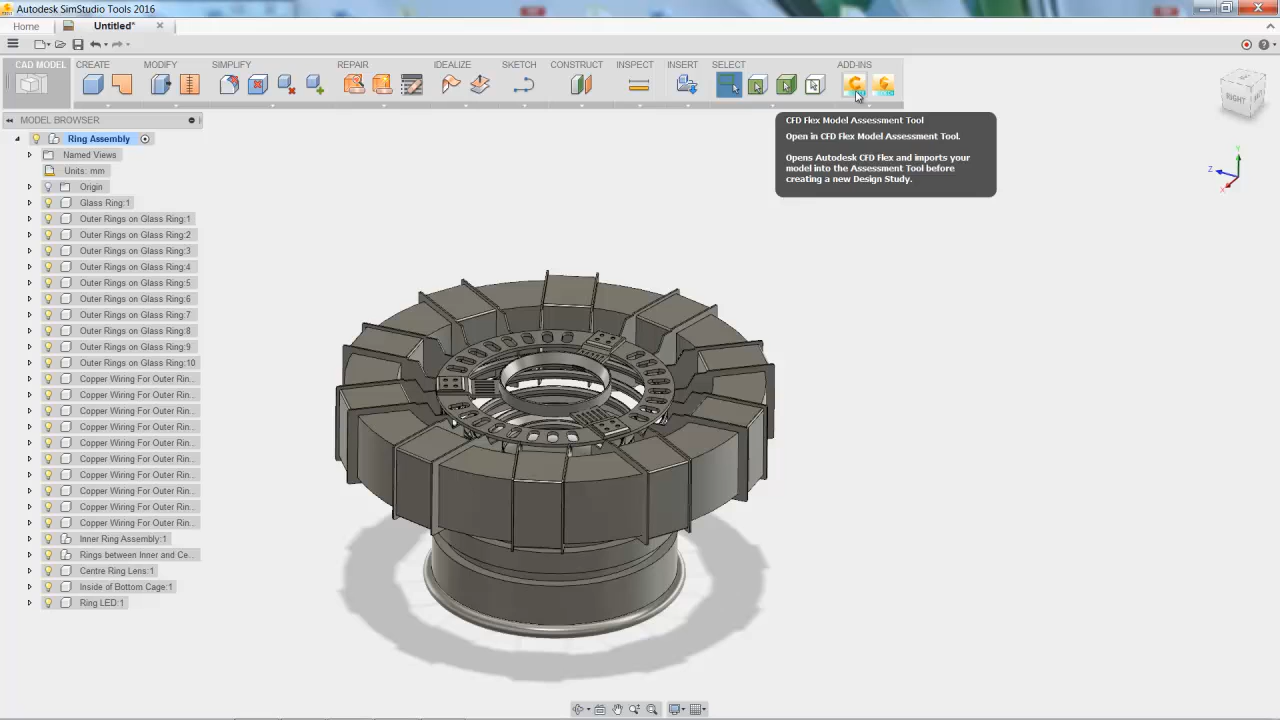 Autodesk SimStudio Tools 2016
Home
Untitled*
CAD MODEL
CREATE
MODIFY
SIMPLIFY
REPAIR
IDEALIZE
SKETCH
CONSTRUCT
INSPECT
INSERT
SELECT
ADD-INS
MODEL BROWSER
CFD Flex Model Assessment Tool
Open in CFD Flex Model Assessment Tool.
Opens Autodesk CFD Flex and imports your
model into the Assessment Tool before
creating a new Design Study.
RIGHT
Y
Z
X
Ring Assembly
Named Views
Units: mm
Origin
Glass Ring:1
Outer Rings on Glass Ring:1
Outer Rings on Glass Ring:2
Outer Rings on Glass Ring:3
Outer Rings on Glass Ring:4
Outer Rings on Glass Ring:5
Outer Rings on Glass Ring:6
Outer Rings on Glass Ring:7
Outer Rings on Glass Ring:8
Outer Rings on Glass Ring:9
Outer Rings on Glass Ring:10
Copper Wiring For Outer Rin...
Copper Wiring For Outer Rin...
Copper Wiring For Outer Rin...
Copper Wiring For Outer Rin...
Copper Wiring For Outer Rin...
Copper Wiring For Outer Rin...
Copper Wiring For Outer Rin...
Copper Wiring For Outer Rin...
Copper Wiring For Outer Rin...
Copper Wiring For Outer Rin...
Inner Ring Assembly:1
Rings between Inner and Ce...
Centre Ring Lens:1
Inside of Bottom Cage:1
Ring LED:1